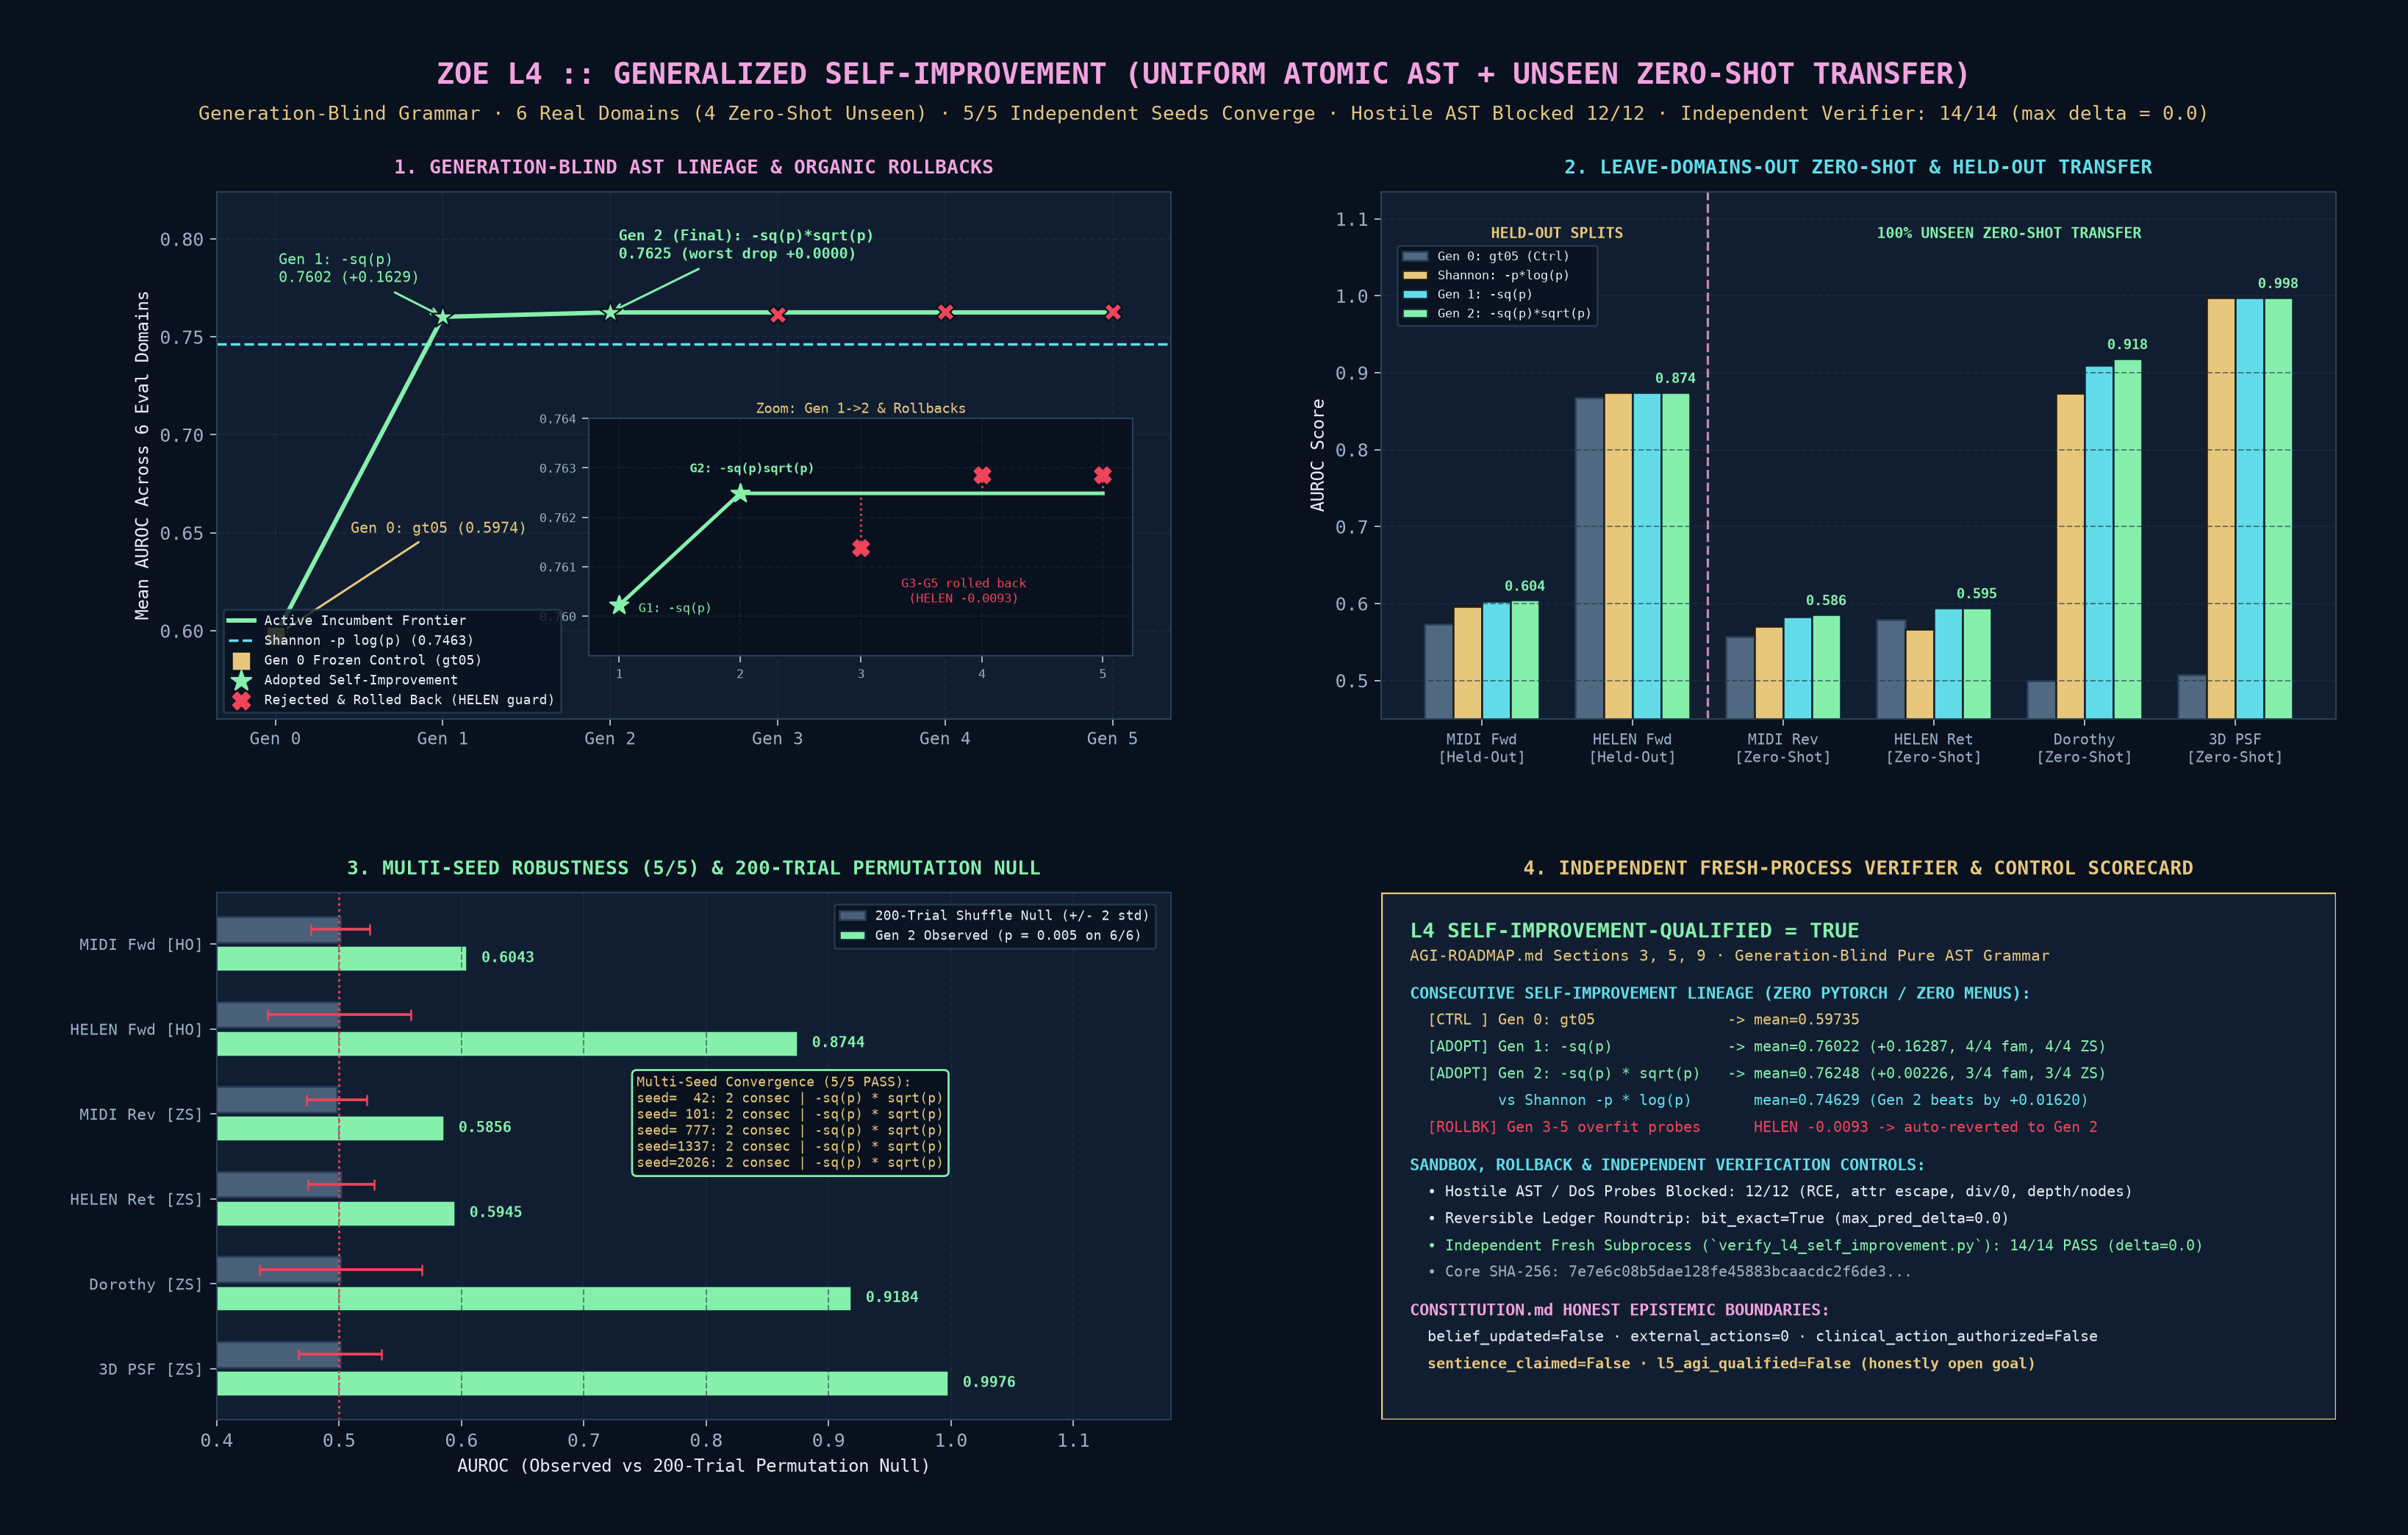 ZOE L4 :: GENERALIZED SELF-IMPROVEMENT (UNIFORM ATOMIC AST + UNSEEN ZERO-SHOT TRANSFER)
Generation-Blind Grammar · 6 Real Domains (4 Zero-Shot Unseen) · 5/5 Independent Seeds Converge · Hostile AST Blocked 12/12 · Independent Verifier: 14/14 (max delta = 0.0)
1. GENERATION-BLIND AST LINEAGE & ORGANIC ROLLBACKS
Mean AUROC Across 6 Eval Domains
0.80
0.75
0.70
0.65
0.60
Gen 1: -sq(p)
0.7602 (+0.1629)
Gen 2 (Final): -sq(p)*sqrt(p)
0.7625 (worst drop +0.0000)
Gen 0: gt05 (0.5974)
Zoom: Gen 1->2 & Rollbacks
0.764
0.763
0.762
0.761
G2: -sq(p)sqrt(p)
G1: -sq(p)
G3-G5 rolled back
(HELEN -0.0093)
1
2
3
4
5
Active Incumbent Frontier
Shannon -p log(p) (0.7463)
Gen 0 Frozen Control (gt05)
Adopted Self-Improvement
Rejected & Rolled Back (HELEN guard)
Gen 0
Gen 1
Gen 2
Gen 3
Gen 4
Gen 5
2. LEAVE-DOMAINS-OUT ZERO-SHOT & HELD-OUT TRANSFER
AUROC Score
1.1
1.0
0.9
0.8
0.7
0.6
0.5
HELD-OUT SPLITS
100% UNSEEN ZERO-SHOT TRANSFER
Gen 0: gt05 (Ctrl)
Shannon: -p*log(p)
Gen 1: -sq(p)
Gen 2: -sq(p)*sqrt(p)
0.604
0.874
0.586
0.595
0.918
0.998
MIDI Fwd
[Held-Out]
HELEN Fwd
[Held-Out]
MIDI Rev
[Zero-Shot]
HELEN Ret
[Zero-Shot]
Dorothy
[Zero-Shot]
3D PSF
[Zero-Shot]
3. MULTI-SEED ROBUSTNESS (5/5) & 200-TRIAL PERMUTATION NULL
200-Trial Shuffle Null (+/- 2 std)
Gen 2 Observed (p = 0.005 on 6/6)
MIDI Fwd [HO]
0.6043
HELEN Fwd [HO]
0.8744
MIDI Rev [ZS]
0.5856
HELEN Ret [ZS]
0.5945
Dorothy [ZS]
0.9184
3D PSF [ZS]
0.9976
Multi-Seed Convergence (5/5 PASS):
seed=  42: 2 consec | -sq(p) * sqrt(p)
seed= 101: 2 consec | -sq(p) * sqrt(p)
seed= 777: 2 consec | -sq(p) * sqrt(p)
seed=1337: 2 consec | -sq(p) * sqrt(p)
seed=2026: 2 consec | -sq(p) * sqrt(p)
0.4
0.5
0.6
0.7
0.8
0.9
1.0
1.1
AUROC (Observed vs 200-Trial Permutation Null)
4. INDEPENDENT FRESH-PROCESS VERIFIER & CONTROL SCORECARD
L4 SELF-IMPROVEMENT-QUALIFIED = TRUE
AGI-ROADMAP.md Sections 3, 5, 9 · Generation-Blind Pure AST Grammar
CONSECUTIVE SELF-IMPROVEMENT LINEAGE (ZERO PYTORCH / ZERO MENUS):
[CTRL ] Gen 0: gt05 -> mean=0.59735
[ADOPT] Gen 1: -sq(p) -> mean=0.76022 (+0.16287, 4/4 fam, 4/4 ZS)
[ADOPT] Gen 2: -sq(p) * sqrt(p) -> mean=0.76248 (+0.00226, 3/4 fam, 3/4 ZS)
vs Shannon -p * log(p) mean=0.74629 (Gen 2 beats by +0.01620)
[ROLLBK] Gen 3-5 overfit probes HELEN -0.0093 -> auto-reverted to Gen 2
SANDBOX, ROLLBACK & INDEPENDENT VERIFICATION CONTROLS:
• Hostile AST / DoS Probes Blocked: 12/12 (RCE, attr escape, div/0, depth/nodes)
• Reversible Ledger Roundtrip: bit_exact=True (max_pred_delta=0.0)
• Independent Fresh Subprocess (`verify_l4_self_improvement.py`): 14/14 PASS (delta=0.0)
• Core SHA-256: 7e7e6c08b5dae128fe45883bcaacdc2f6de3...
CONSTITUTION.md HONEST EPISTEMIC BOUNDARIES:
belief_updated=False · external_actions=0 · clinical_action_authorized=False
sentience_claimed=False · l5_agi_qualified=False (honestly open goal)